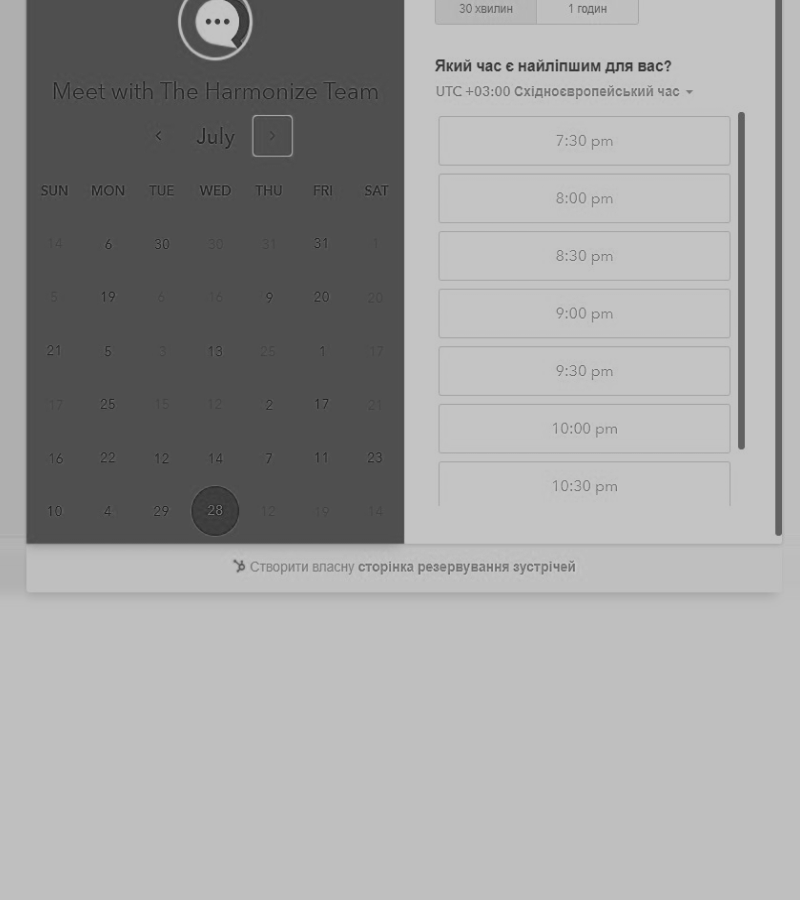 30 хвилин
1 годин
Meet with The Harmonize Team
July
SUN MON TUE WED THU FRI SAT
14 6 30 30 31 31 1
5 19 6 16 9 20 20
21 5 3 13 25 1 17
17 25 15 12 2 17 21
16 22 12 14 7 11 23
10 4 29 28 12 19 14
Який час є найліпшим для вас?
UTC +03:00 Східноєвропейський час
7:30 pm
8:00 pm
8:30 pm
9:00 pm
9:30 pm
10:00 pm
10:30 pm
Створити власну сторінка резервування зустрічей